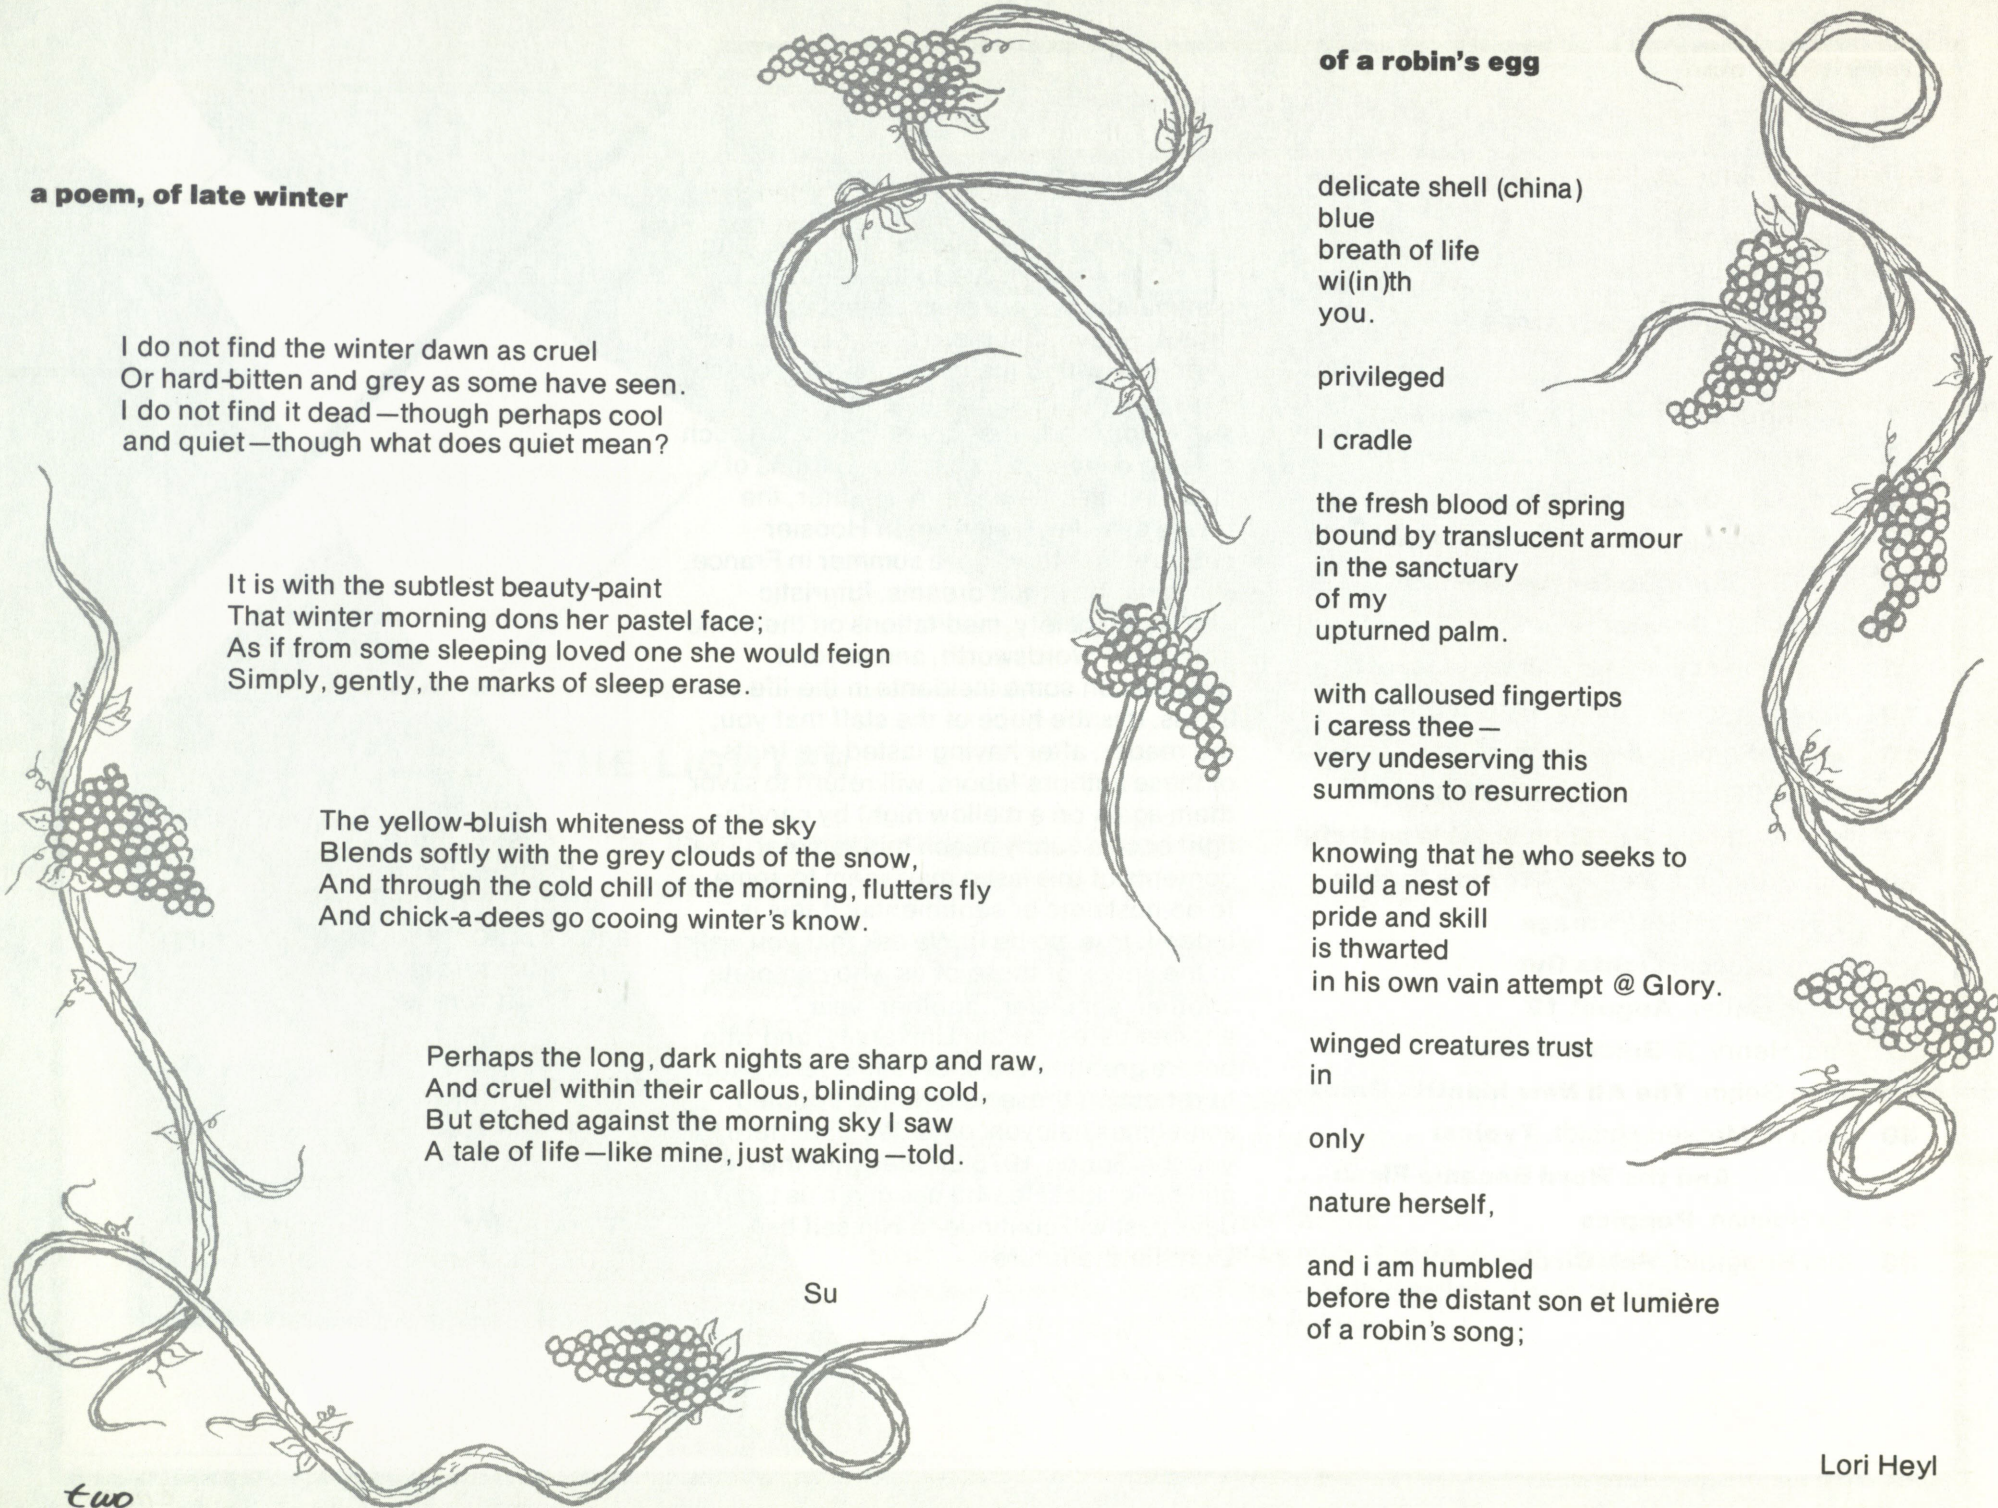 a poem, of late winter

I do not find the winter dawn as cruel
Or hard-bitten and grey as some have seen.
I do not find it dead—though perhaps cool
and quiet—though what does quiet mean?

It is with the subtlest beauty-paint
That winter morning dons her pastel face;
As if from some sleeping loved one she would feign
Simply, gently, the marks of sleep erase.

The yellow-bluish whiteness of the sky
Blends softly with the grey clouds of the snow,
And through the cold chill of the morning, flutters fly
And chick-a-dees go cooing winter's know.

Perhaps the long, dark nights are sharp and raw,
And cruel within their callous, blinding cold,
But etched against the morning sky I saw
A tale of life—like mine, just waking—told.

Su

two

of a robin's egg

delicate shell (china)
blue
breath of life
wi(in)th
you.

privileged

I cradle

the fresh blood of spring
bound by translucent armour
in the sanctuary
of my
upturned palm.

with calloused fingertips
i caress thee—
very undeserving this
summons to resurrection

knowing that he who seeks to
build a nest of
pride and skill
is thwarted
in his own vain attempt @ Glory.

winged creatures trust
in

only

nature herself,

and i am humbled
before the distant son et lumière
of a robin's song;

Lori Heyl